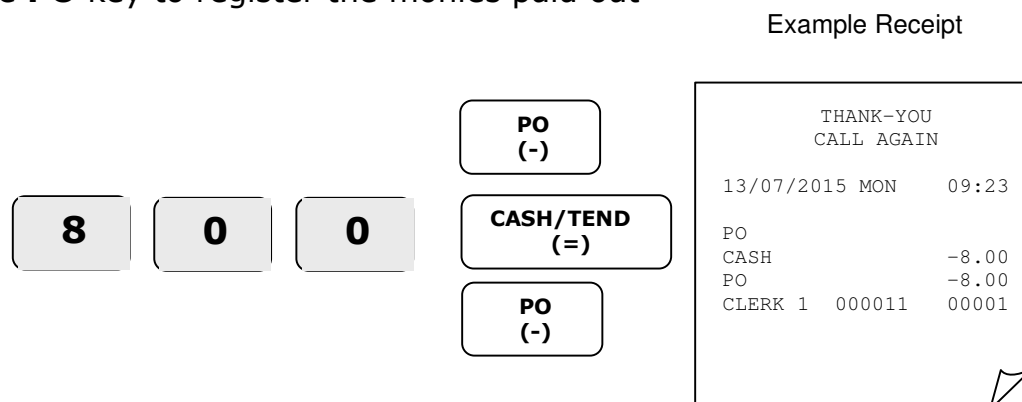 key to register the monies paid out
Example Receipt
PO
(-)
8 0 0
CASH/TEND
(=)
PO
(-)
THANK-YOU
CALL AGAIN
13/07/2015 MON 09:23
PO
CASH -8.00
PO -8.00
CLERK 1 000011 00001